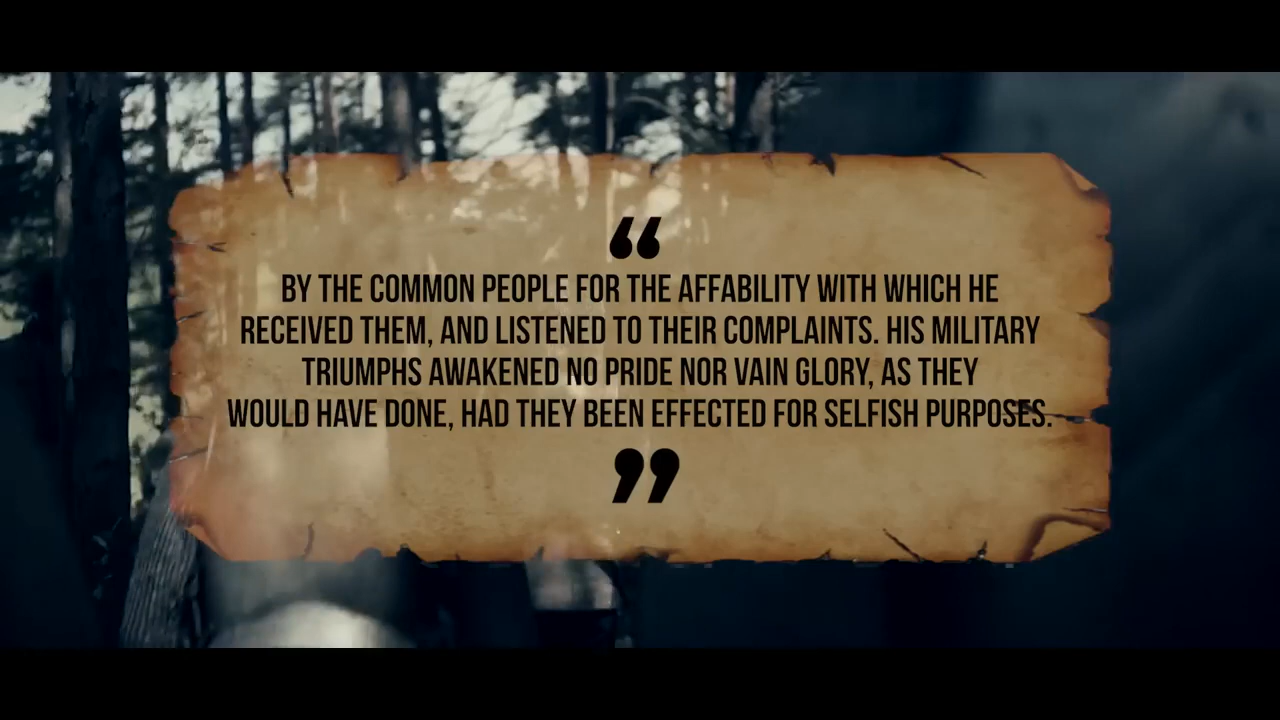 “
BY THE COMMON PEOPLE FOR THE AFFABILITY WITH WHICH HE
RECEIVED THEM, AND LISTENED TO THEIR COMPLAINTS. HIS MILITARY
TRIUMPHS AWAKENED NO PRIDE NOR VAIN GLORY, AS THEY
WOULD HAVE DONE, HAD THEY BEEN EFFECTED FOR SELFISH PURPOSES.
”